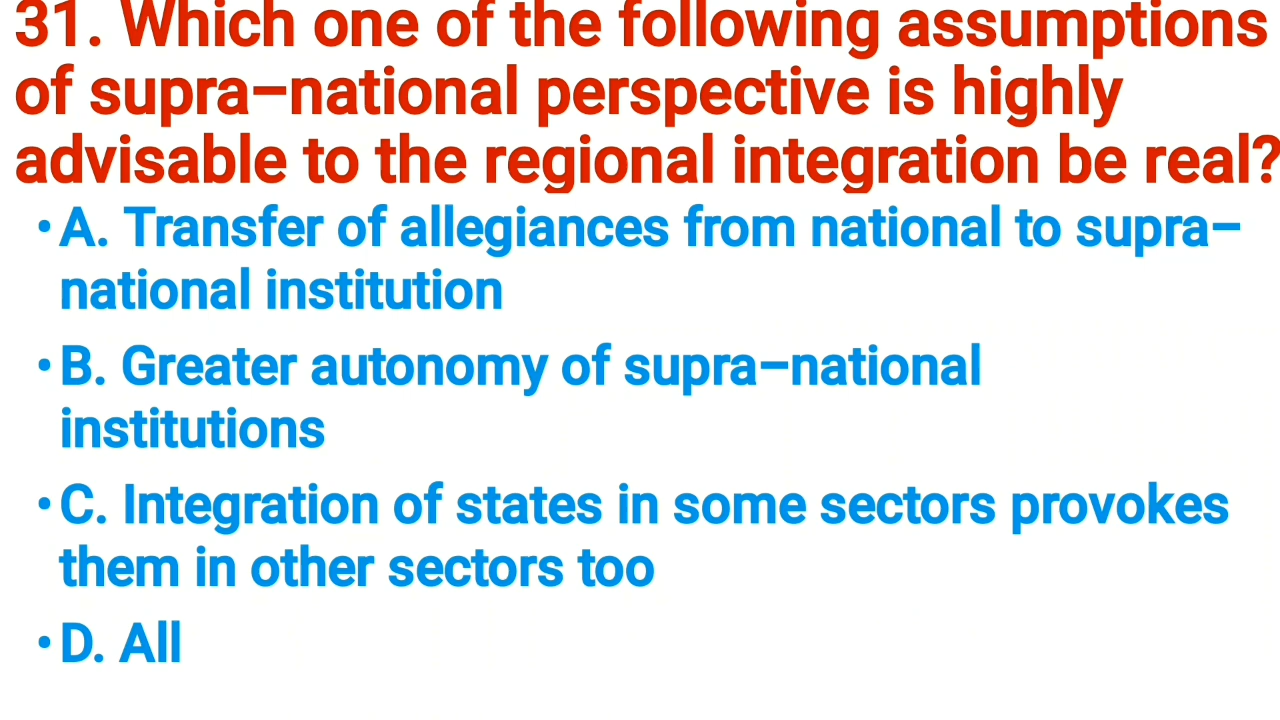 31. Which one of the following assumptions
of supra–national perspective is highly
advisable to the regional integration be real?
•A. Transfer of allegiances from national to supra–
national institution
•B. Greater autonomy of supra–national
institutions
•C. Integration of states in some sectors provokes
them in other sectors too
•D. All